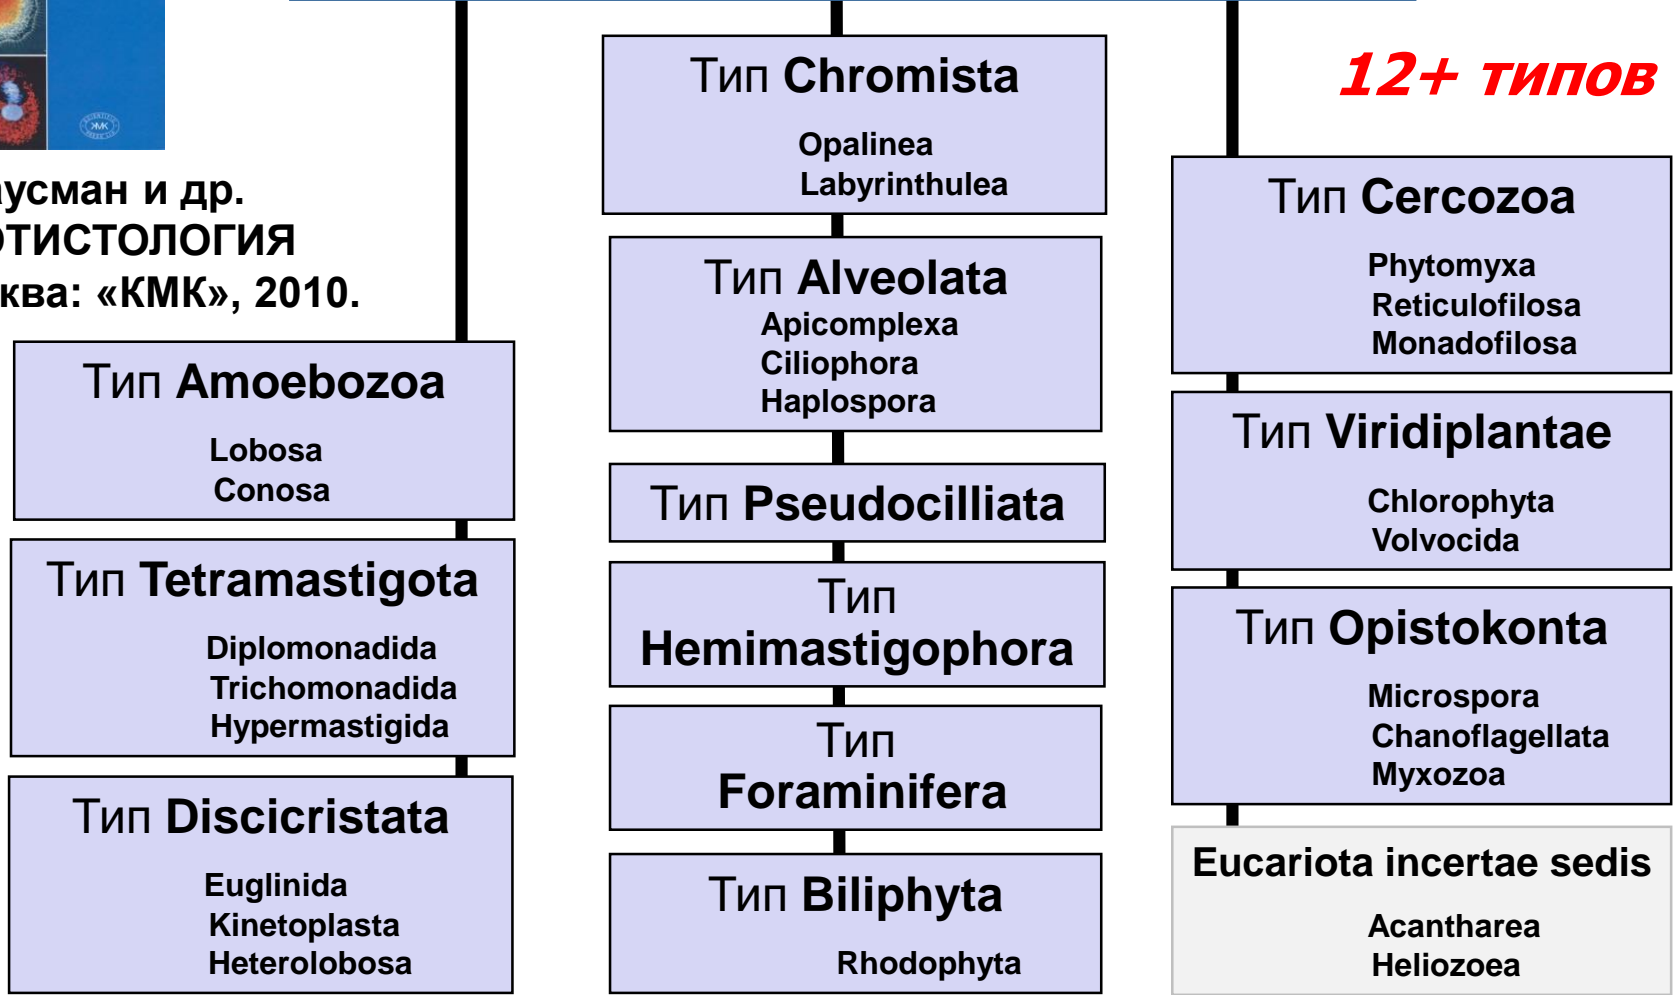 12+ типов
аусман и др.
ОТИСТОЛОГИЯ
ква: «КМК», 2010.
Тип Amoebozoa
Lobosa
Conosa
Тип Tetramastigota
Diplomonadida
Trichomonadida
Hypermastigida
Тип Discicristata
Euglinida
Kinetoplasta
Heterolobosa
Тип Chromista
Opalinea
Labyrinthulea
Тип Alveolata
Apicomplexa
Ciliophora
Haplospora
Тип Pseudocilliata
Тип
Hemimastigophora
Тип
Foraminifera
Тип Biliphyta
Rhodophyta
Тип Cercozoa
Phytomyxa
Reticulofilosa
Monadofilosa
Тип Viridiplantae
Chlorophyta
Volvocida
Тип Opistokonta
Microspora
Chanoflagellata
Myxozoa
Eucariota incertae sedis
Acantharea
Heliozoea